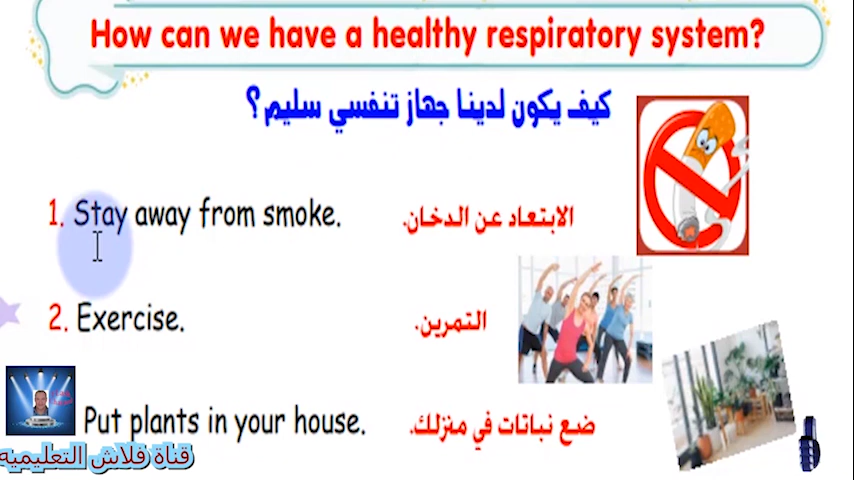 How can we have a healthy respiratory system?
كيف يكون لدينا جهاز تنفسي سليم؟
1. Stay away from smoke. الابتعاد عن الدخان.
2. Exercise. التمرين.
Put plants in your house. ضع نباتات في منزلك.
قناة فلاش التعليميه